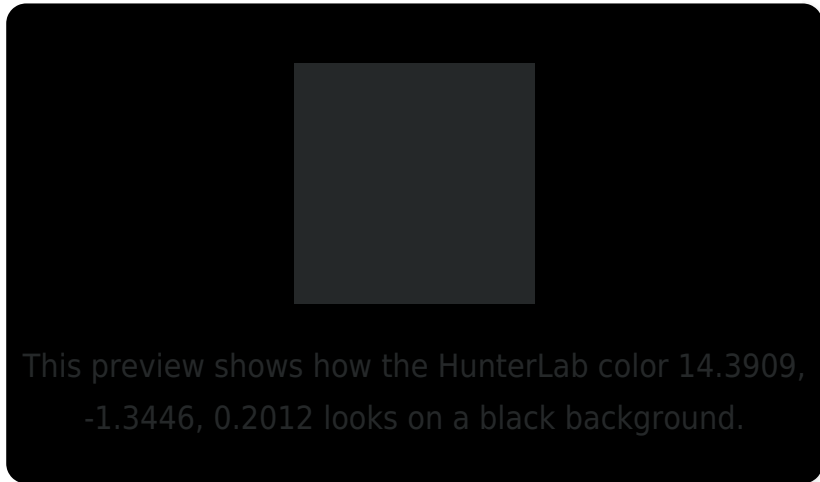 This preview shows how the HunterLab color 14.3909,
-1.3446, 0.2012 looks on a black background.